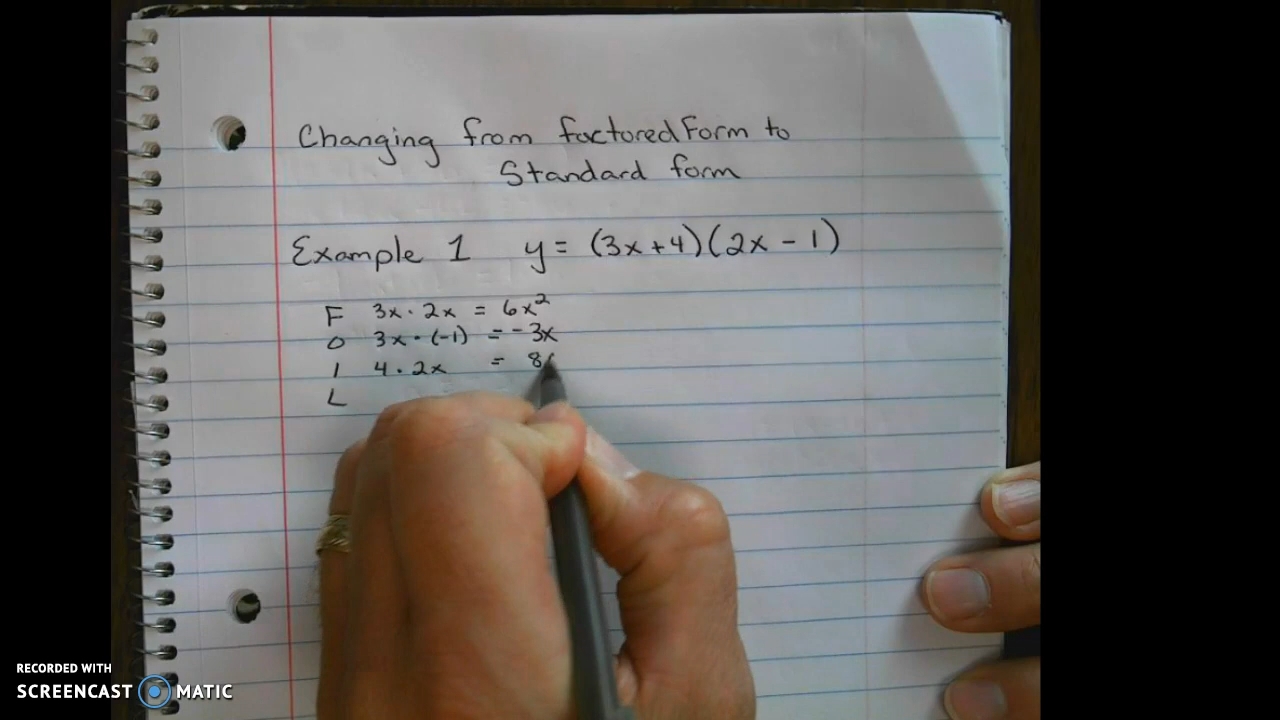 Changing from factored Form to
Standard form
Example 1 y = (3x + 4)(2x - 1)
F 3x · 2x = 6x²
O 3x · (-1) = -3x
I 4 · 2x = 8
L
RECORDED WITH
SCREENCAST MATIC